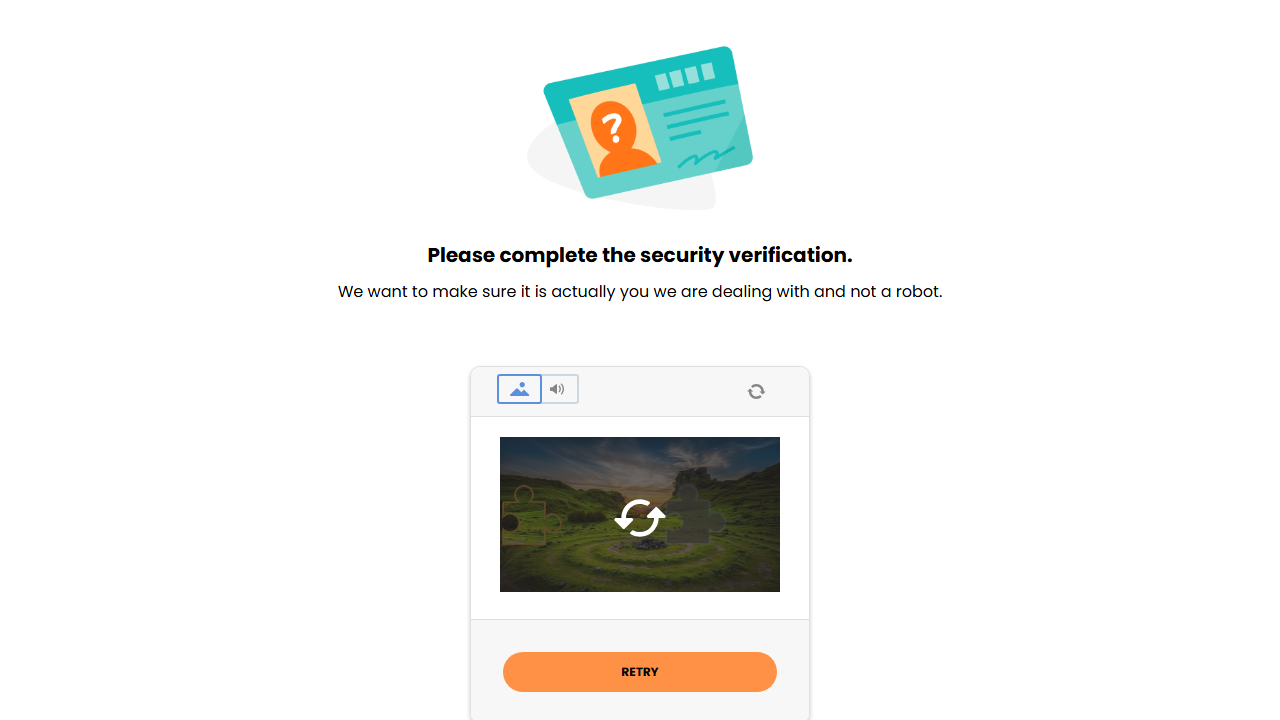 ?
Please complete the security verification.
We want to make sure it is actually you we are dealing with and not a robot.
RETRY